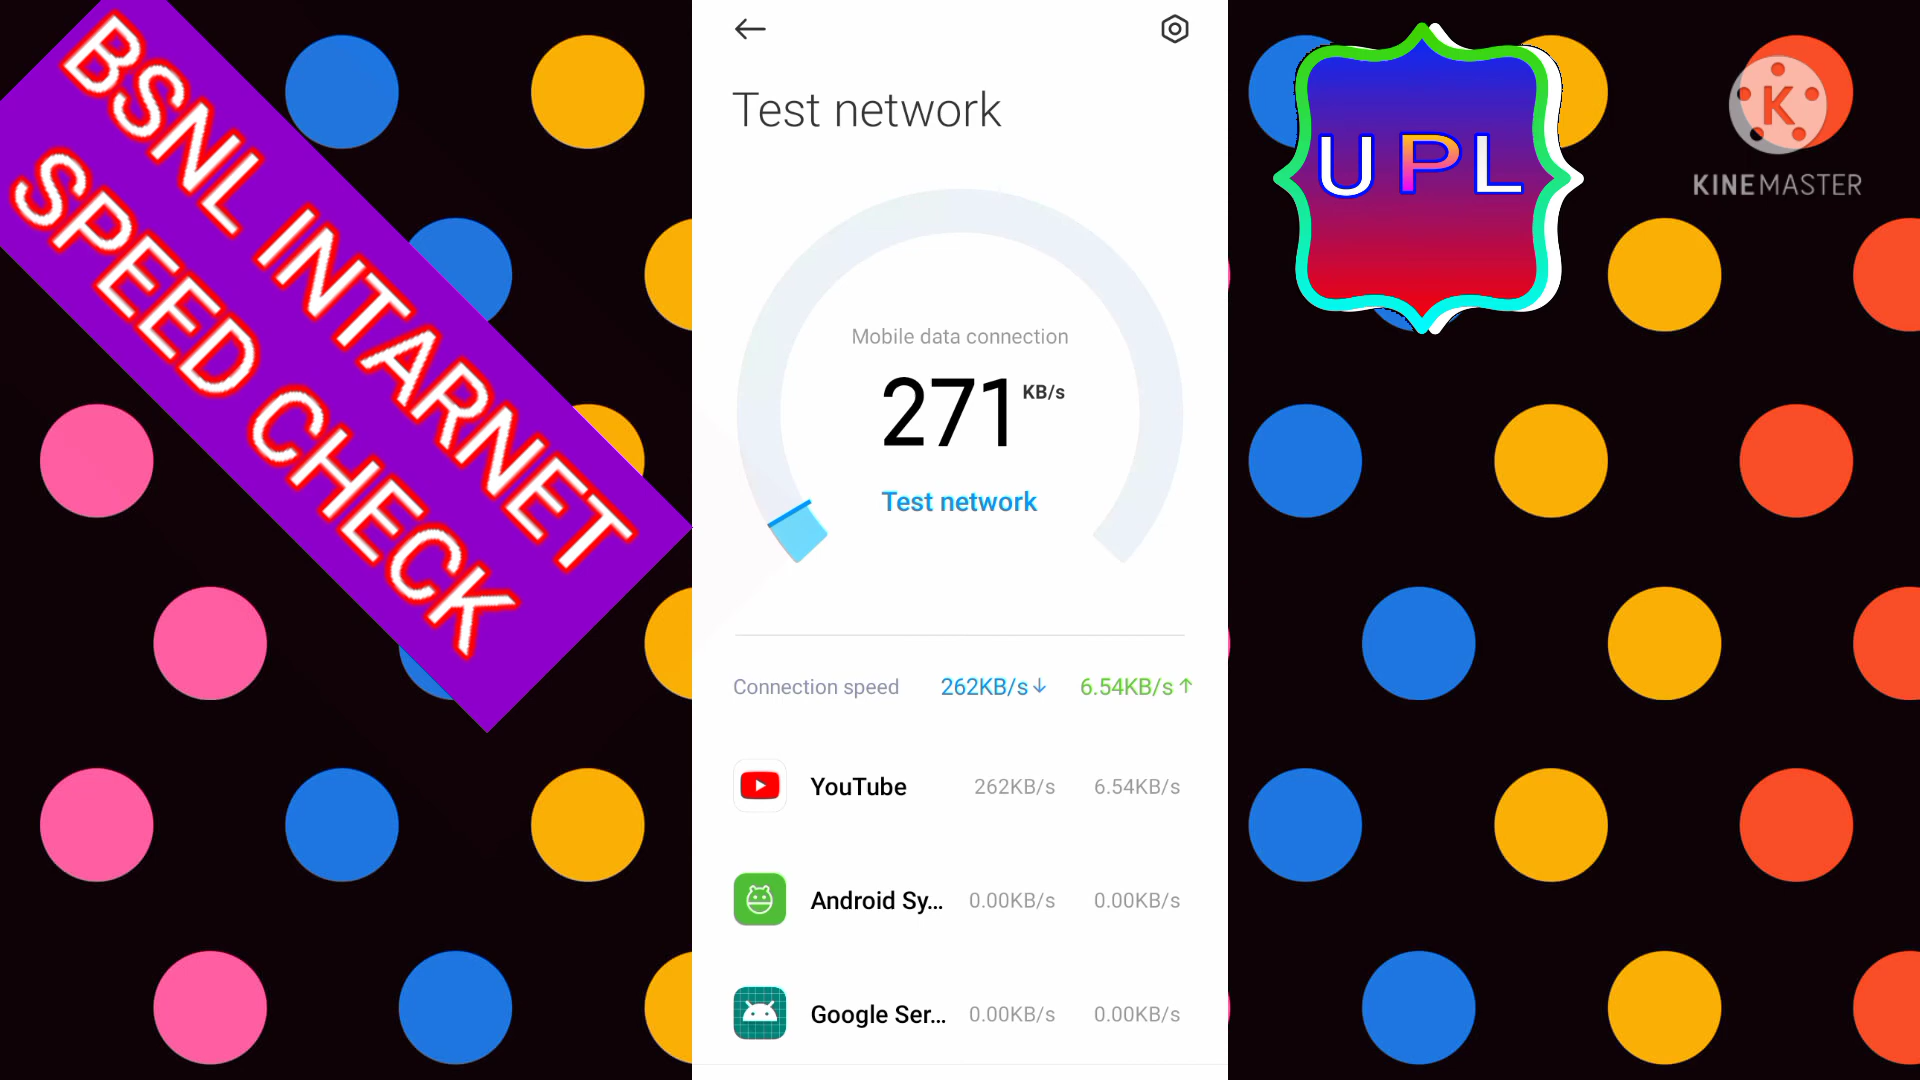 BSNL INTARNET
SPEED CHECK
Test network
Mobile data connection
271 KB/s
Test network
Connection speed 262KB/s↓ 6.54KB/s↑
YouTube 262KB/s 6.54KB/s
Android Sy... 0.00KB/s 0.00KB/s
Google Ser... 0.00KB/s 0.00KB/s
UPL
K
KINEMASTER